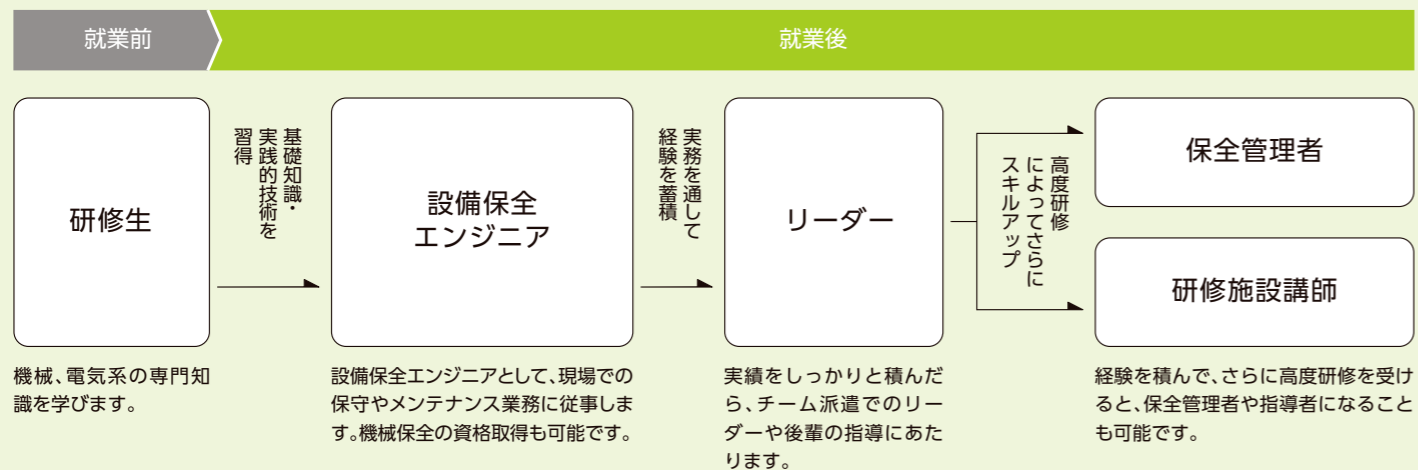 就業前
就業後
研修生
基礎知識・
実践的技術を
習得
設備保全
エンジニア
実務を通して
経験を蓄積
リーダー
高度研修
によってさらに
スキルアップ
保全管理者
研修施設講師
機械、電気系の専門知
識を学びます。
設備保全エンジニアとして、現場での
保守やメンテナンス業務に従事しま
す。機械保全の資格取得も可能です。
実績をしっかりと積んだ
ら、チーム派遣でのリー
ダーや後輩の指導にあた
ります。
経験を積んで、さらに高度研修を受け
ると、保全管理者や指導者になること
も可能です。